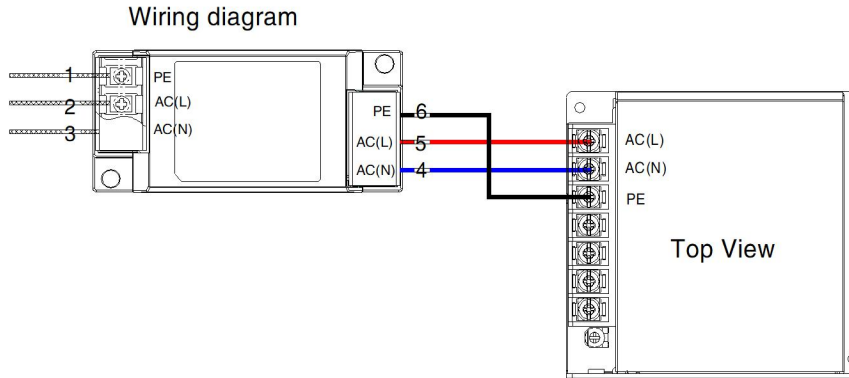 Wiring diagram
1
PE
2
AC(L)
3
AC(N)
PE
6
AC(L)
5
AC(N)
4
AC(L)
AC(N)
PE
Top View